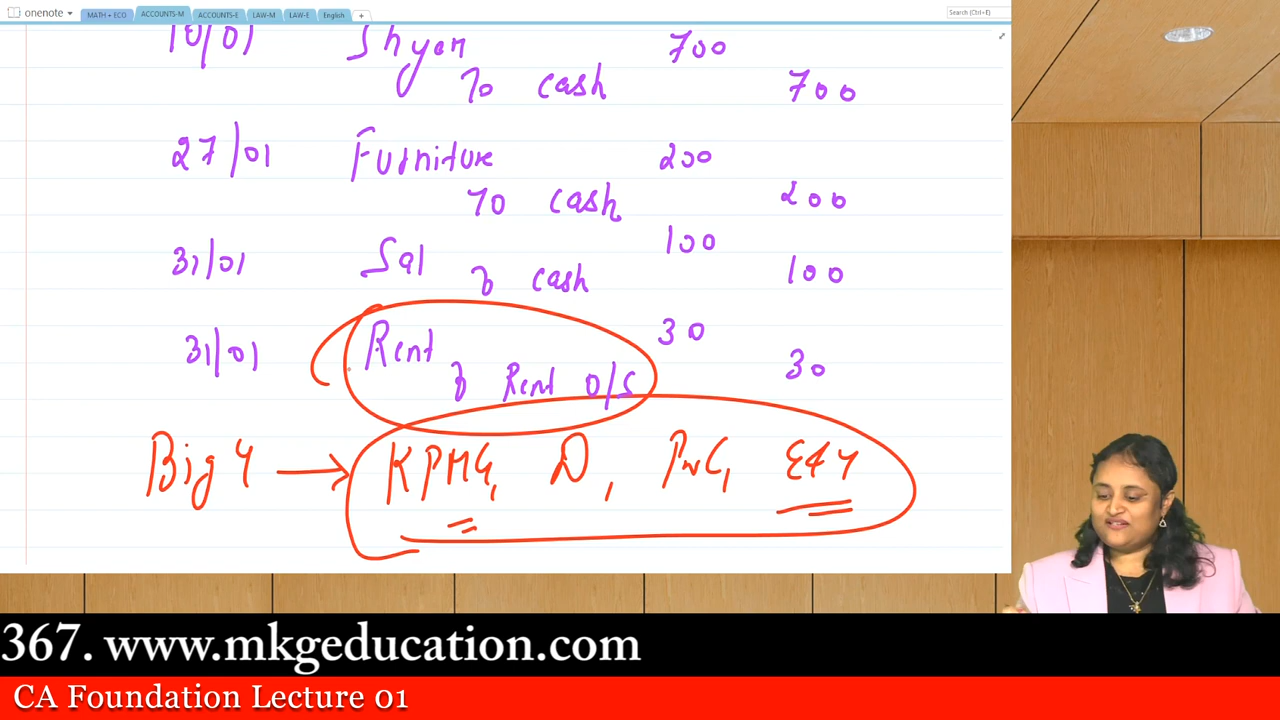 onenote MATH + ECO ACCOUNTS-M ACCOUNTS-E LAW-M LAW-E English + Search (Ctrl+E)
10/01 Shyam 700
To cash 700
27/01 Furniture 200
To cash 200
31/01 Sal 100
To cash 100
31/01 Rent 30
To Rent O/S 30
Big 4 → KPMG, D, PwC, E&Y
367. www.mkgeducation.com
CA Foundation Lecture 01